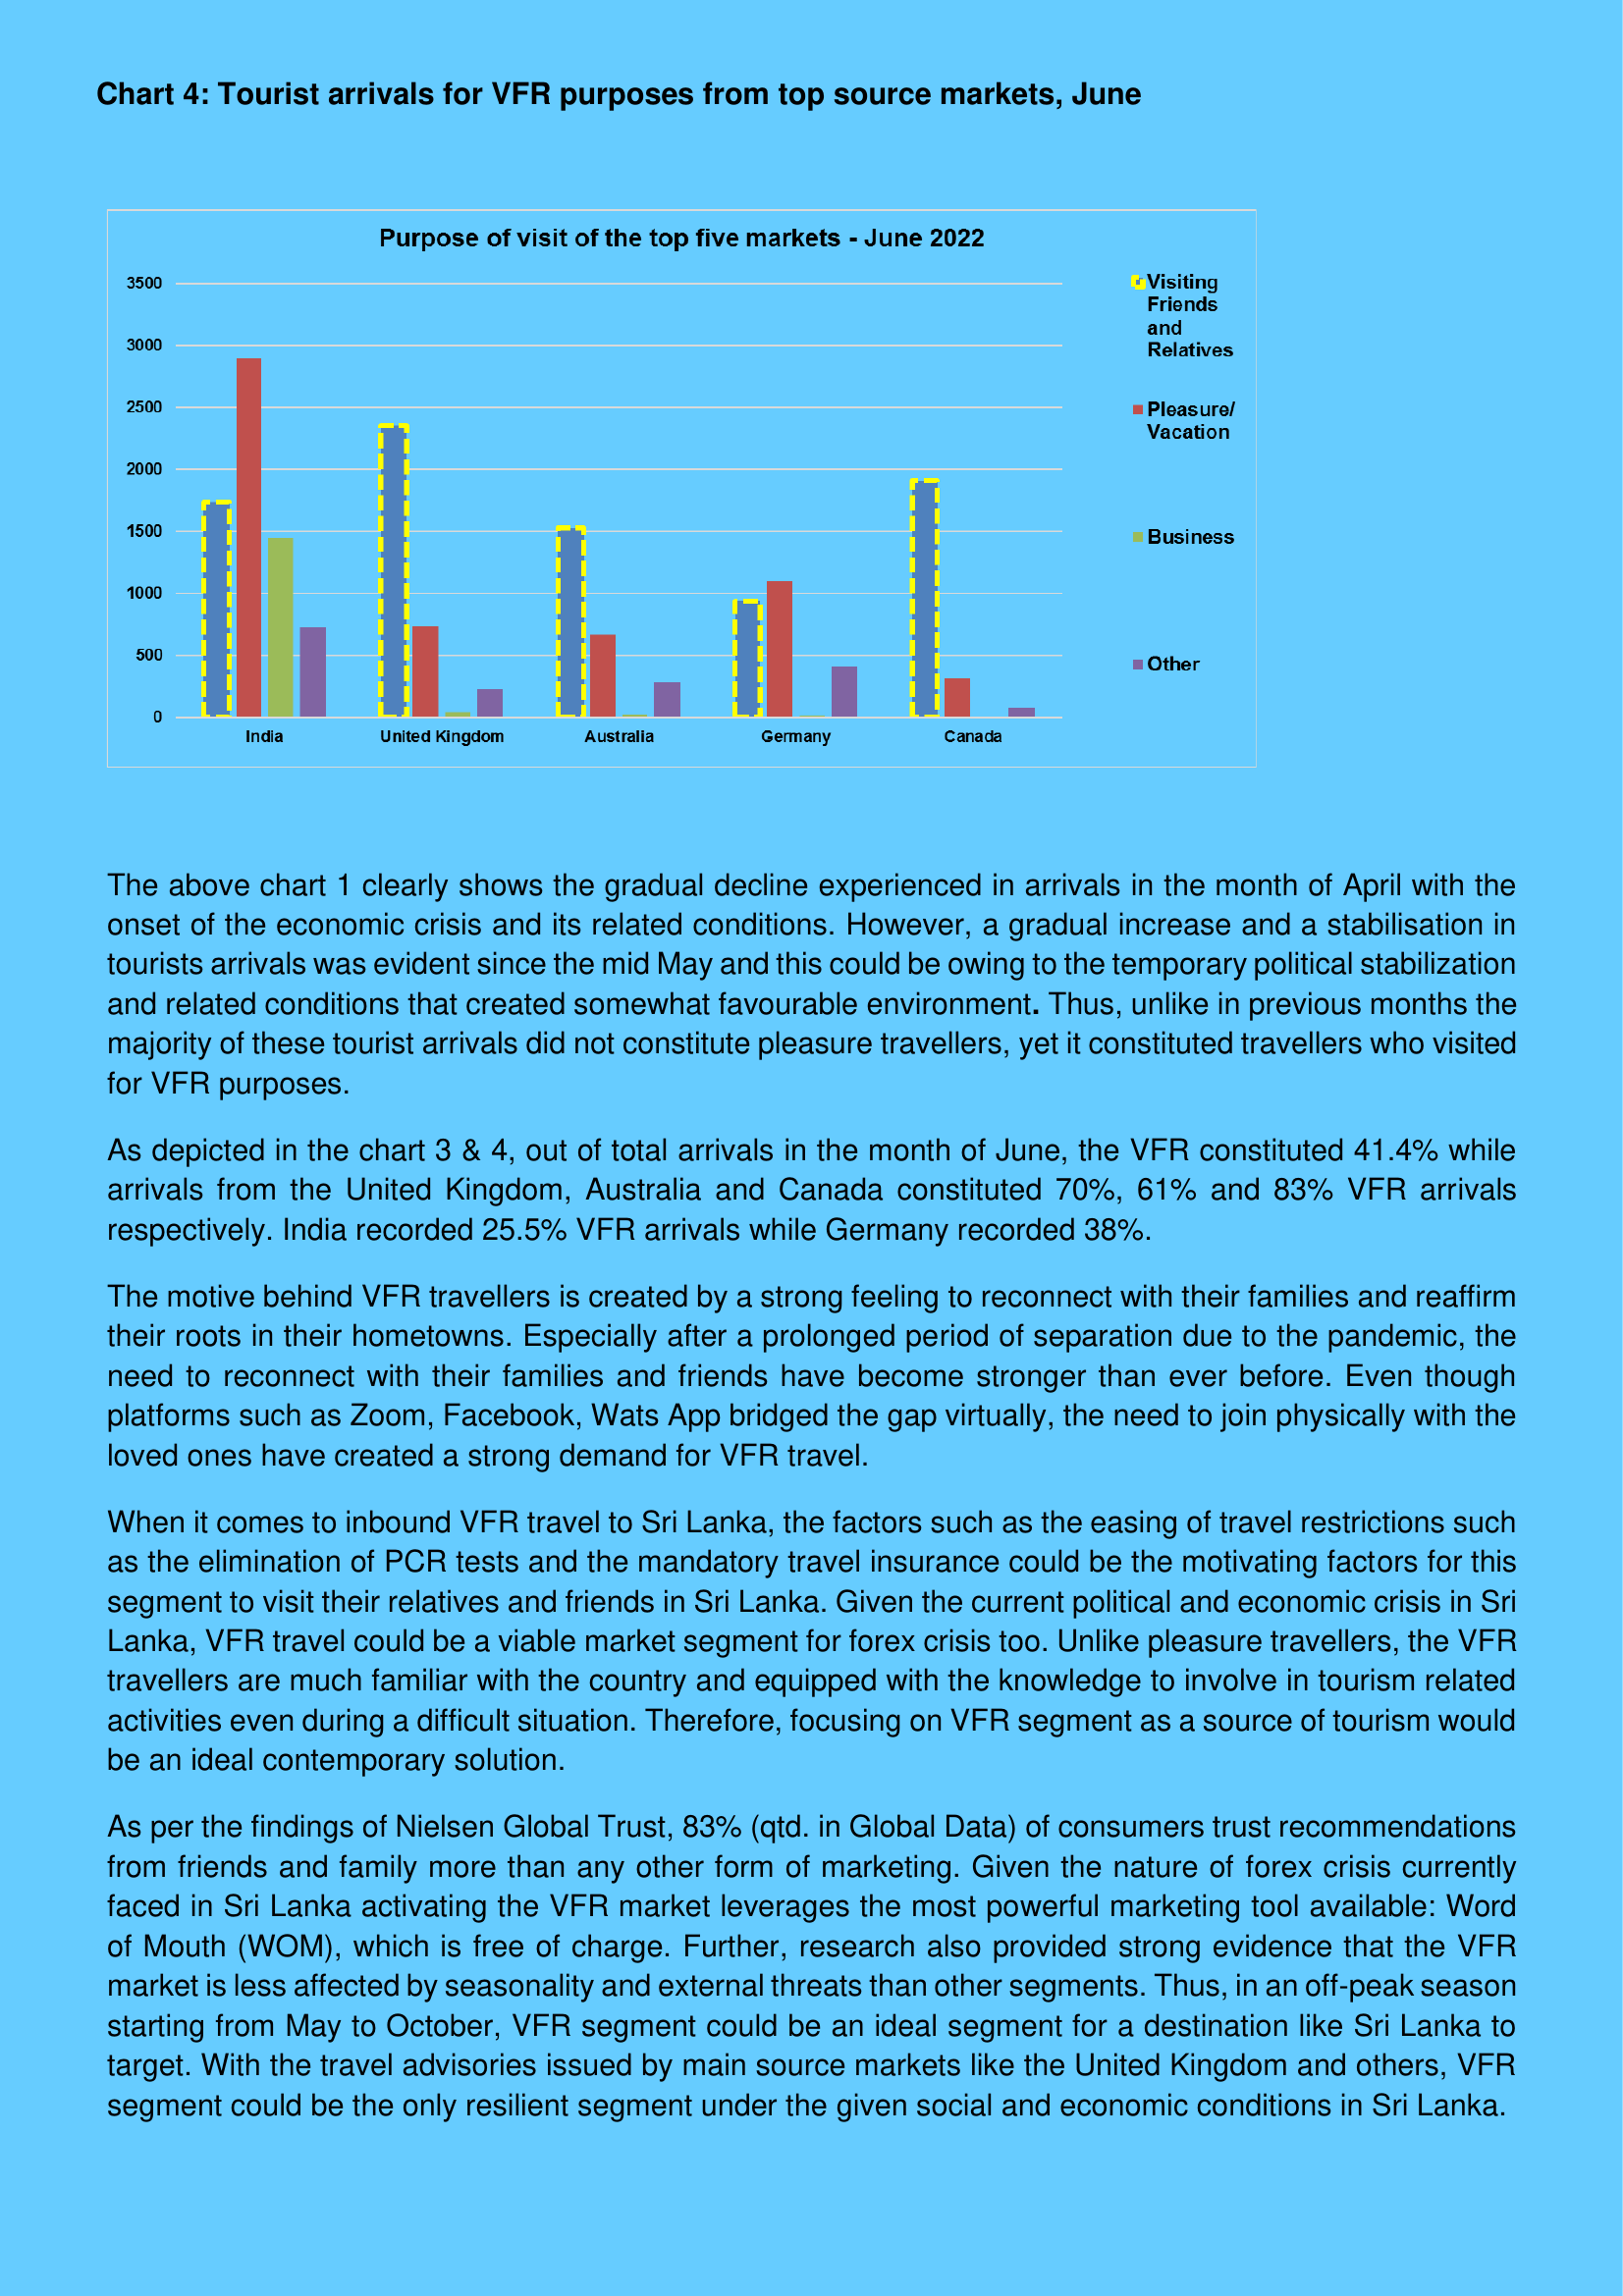 Chart 4: Tourist arrivals for VFR purposes from top source markets, June
Purpose of visit of the top five markets - June 2022
3500
3000
2500
2000
1500
1000
500
0
India
United Kingdom
Australia
Germany
Canada
Visiting
Friends
and
Relatives
Pleasure/
Vacation
Business
Other
The above chart 1 clearly shows the gradual decline experienced in arrivals in the month of April with the
onset of the economic crisis and its related conditions. However, a gradual increase and a stabilisation in
tourists arrivals was evident since the mid May and this could be owing to the temporary political stabilization
and related conditions that created somewhat favourable environment. Thus, unlike in previous months the
majority of these tourist arrivals did not constitute pleasure travellers, yet it constituted travellers who visited
for VFR purposes.
As depicted in the chart 3 & 4, out of total arrivals in the month of June, the VFR constituted 41.4% while
arrivals from the United Kingdom, Australia and Canada constituted 70%, 61% and 83% VFR arrivals
respectively. India recorded 25.5% VFR arrivals while Germany recorded 38%.
The motive behind VFR travellers is created by a strong feeling to reconnect with their families and reaffirm
their roots in their hometowns. Especially after a prolonged period of separation due to the pandemic, the
need to reconnect with their families and friends have become stronger than ever before. Even though
platforms such as Zoom, Facebook, Wats App bridged the gap virtually, the need to join physically with the
loved ones have created a strong demand for VFR travel.
When it comes to inbound VFR travel to Sri Lanka, the factors such as the easing of travel restrictions such
as the elimination of PCR tests and the mandatory travel insurance could be the motivating factors for this
segment to visit their relatives and friends in Sri Lanka. Given the current political and economic crisis in Sri
Lanka, VFR travel could be a viable market segment for forex crisis too. Unlike pleasure travellers, the VFR
travellers are much familiar with the country and equipped with the knowledge to involve in tourism related
activities even during a difficult situation. Therefore, focusing on VFR segment as a source of tourism would
be an ideal contemporary solution.
As per the findings of Nielsen Global Trust, 83% (qtd. in Global Data) of consumers trust recommendations
from friends and family more than any other form of marketing. Given the nature of forex crisis currently
faced in Sri Lanka activating the VFR market leverages the most powerful marketing tool available: Word
of Mouth (WOM), which is free of charge. Further, research also provided strong evidence that the VFR
market is less affected by seasonality and external threats than other segments. Thus, in an off-peak season
starting from May to October, VFR segment could be an ideal segment for a destination like Sri Lanka to
target. With the travel advisories issued by main source markets like the United Kingdom and others, VFR
segment could be the only resilient segment under the given social and economic conditions in Sri Lanka.